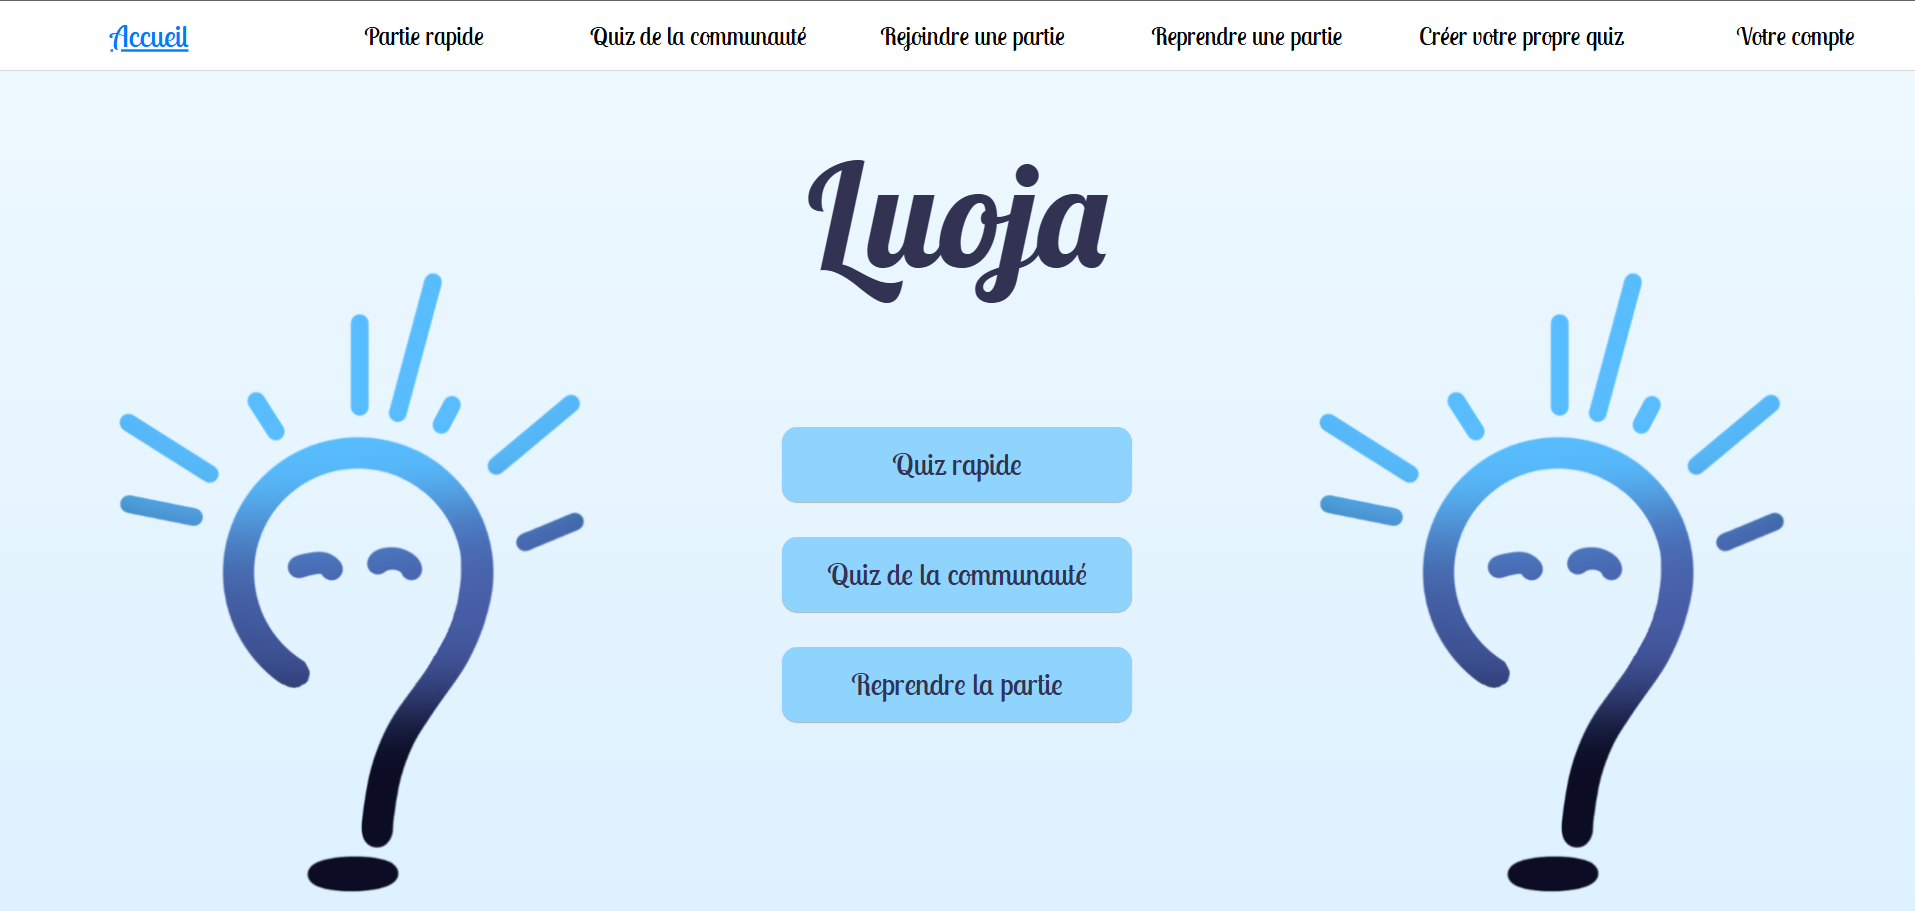 Accueil
Partie rapide
Quiz de la communauté
Rejoindre une partie
Reprendre une partie
Créer votre propre quiz
Votre compte
Luoja
Quiz rapide
Quiz de la communauté
Reprendre la partie